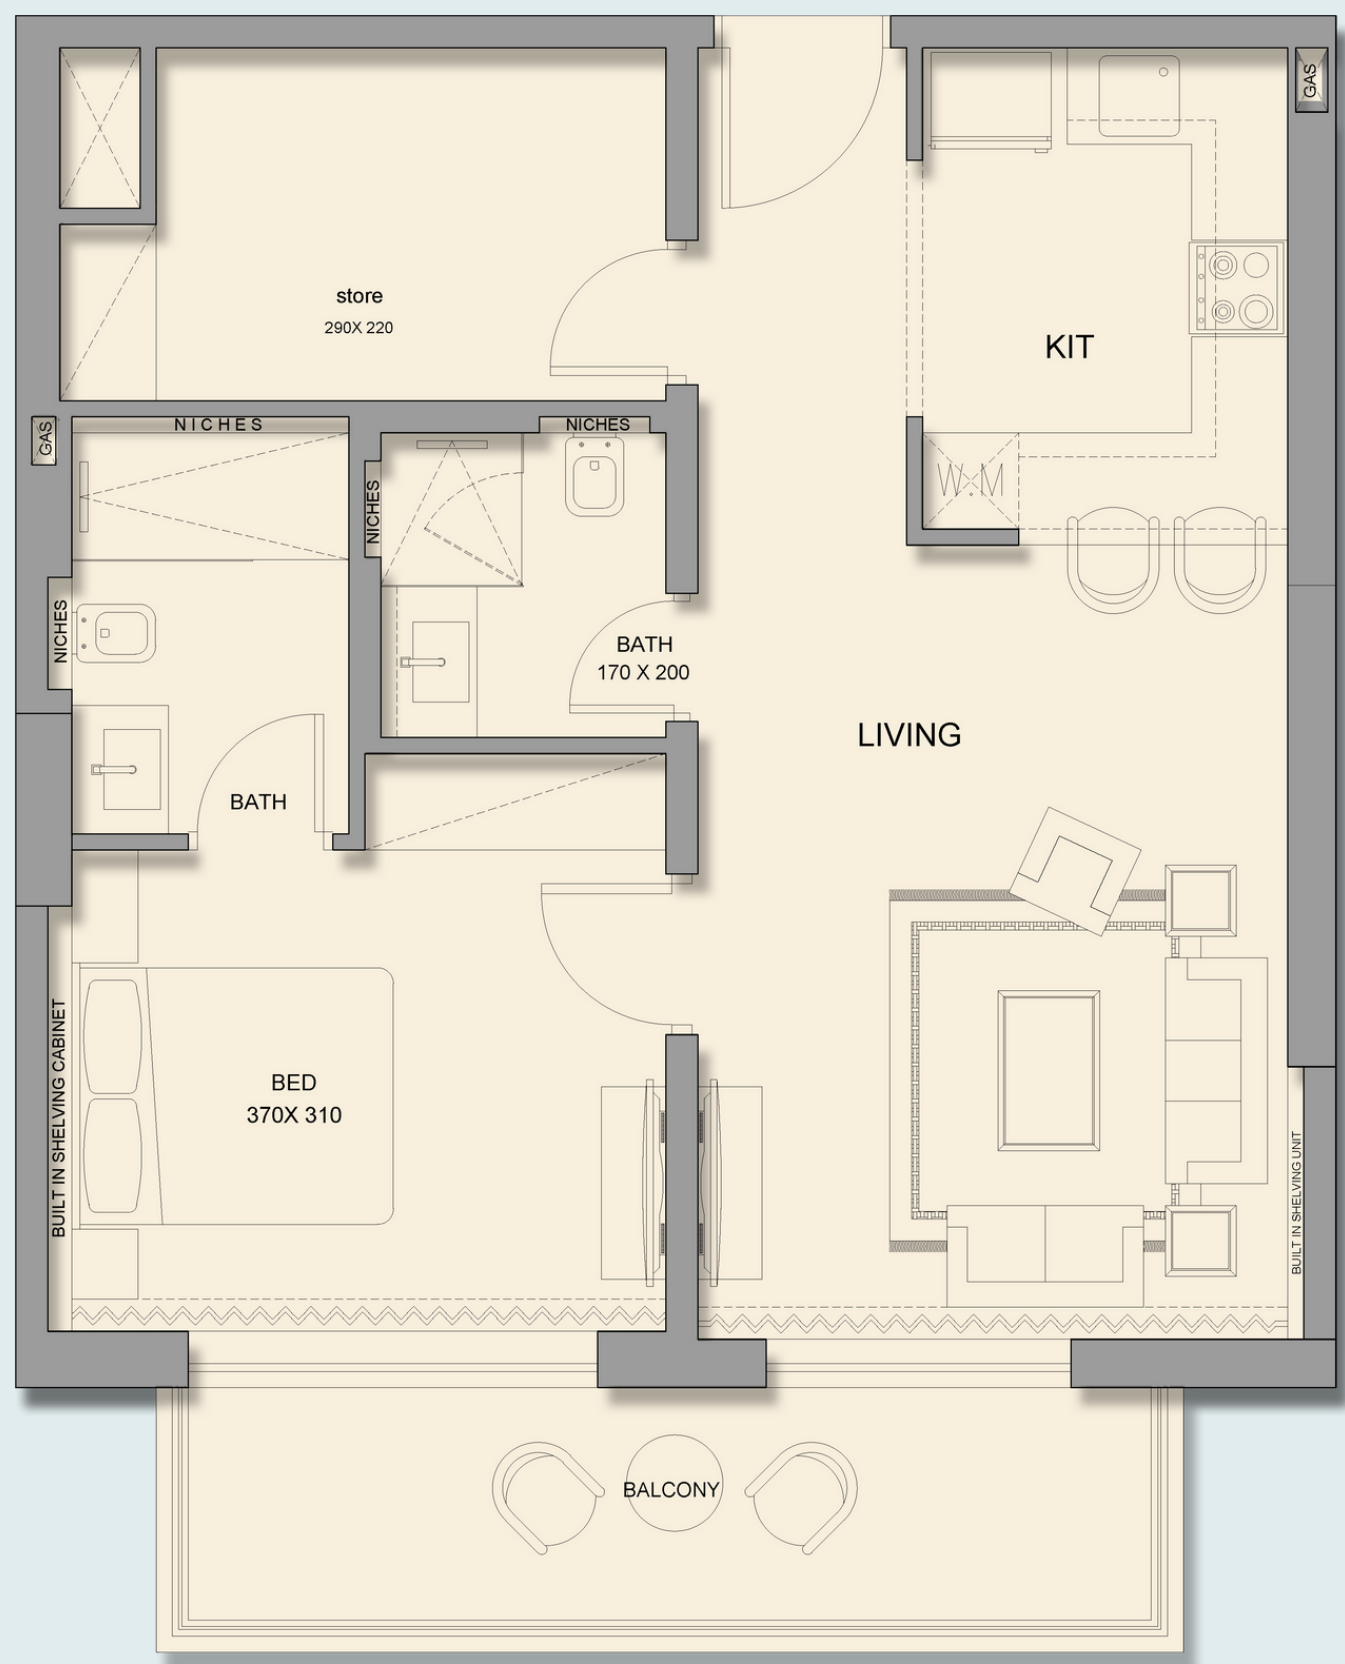 GAS
store
290X 220
KIT
GAS
NICHES
NICHES
NICHES
W.M
NICHES
BATH
170 X 200
LIVING
BATH
BED
370X 310
BUILT IN SHELVING CABINET
BUILT IN SHELVING UNIT
BALCONY